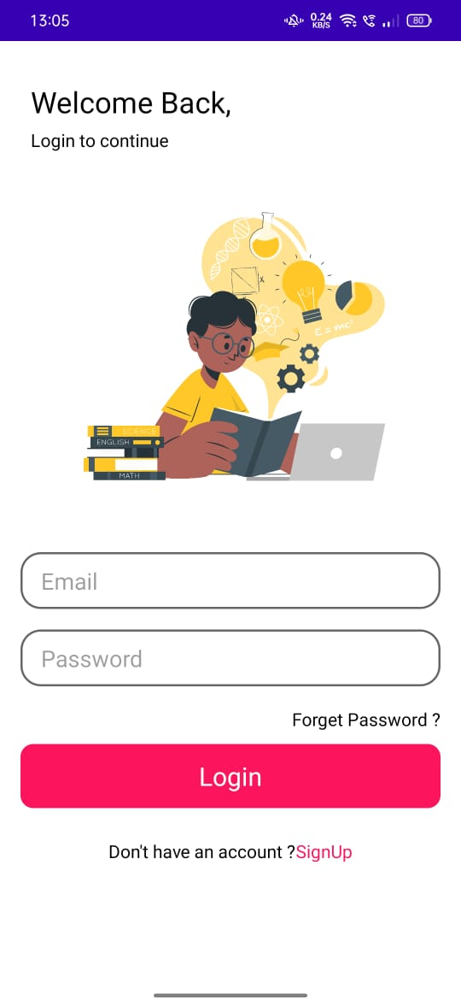 13:05
0.24
KB/S
80
Welcome Back,
Login to continue
x
E = mc²
SCIENCE
ENGLISH
MATH
Email
Password
Forget Password ?
Login
Don't have an account ?SignUp